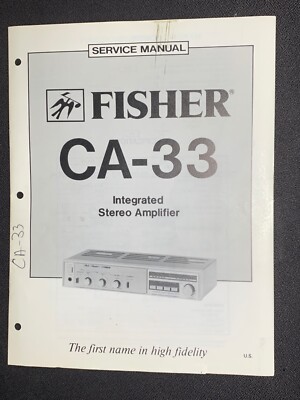 SERVICE MANUAL
FISHER®
CA-33
Integrated
Stereo Amplifier
CA-33
The first name in high fidelity
U.S.